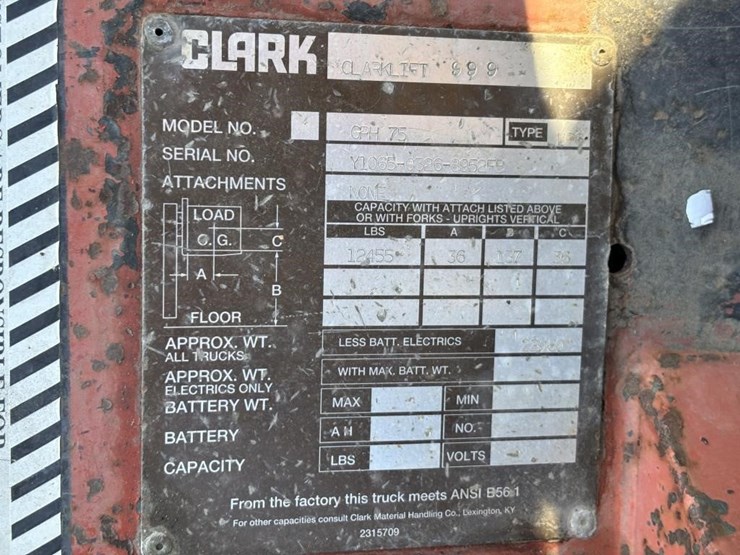 CLARK
CLARKLIFT
MODEL NO. GPH 75 TYPE
SERIAL NO.
ATTACHMENTS NONE
CAPACITY WITH ATTACH LISTED ABOVE
OR WITH FORKS - UPRIGHTS VERTICAL
LBS A B C
12455 36 36
LOAD
C. G.
C
A
B
FLOOR
APPROX. WT. LESS BATT. ELECTRICS
ALL TRUCKS
APPROX. WT. WITH MAX. BATT. WT.
ELECTRICS ONLY
BATTERY WT. MAX MIN
BATTERY A H NO.
CAPACITY LBS VOLTS
From the factory this truck meets ANSI B56.1
For other capacities consult Clark Material Handling Co., Lexington, KY
2315709